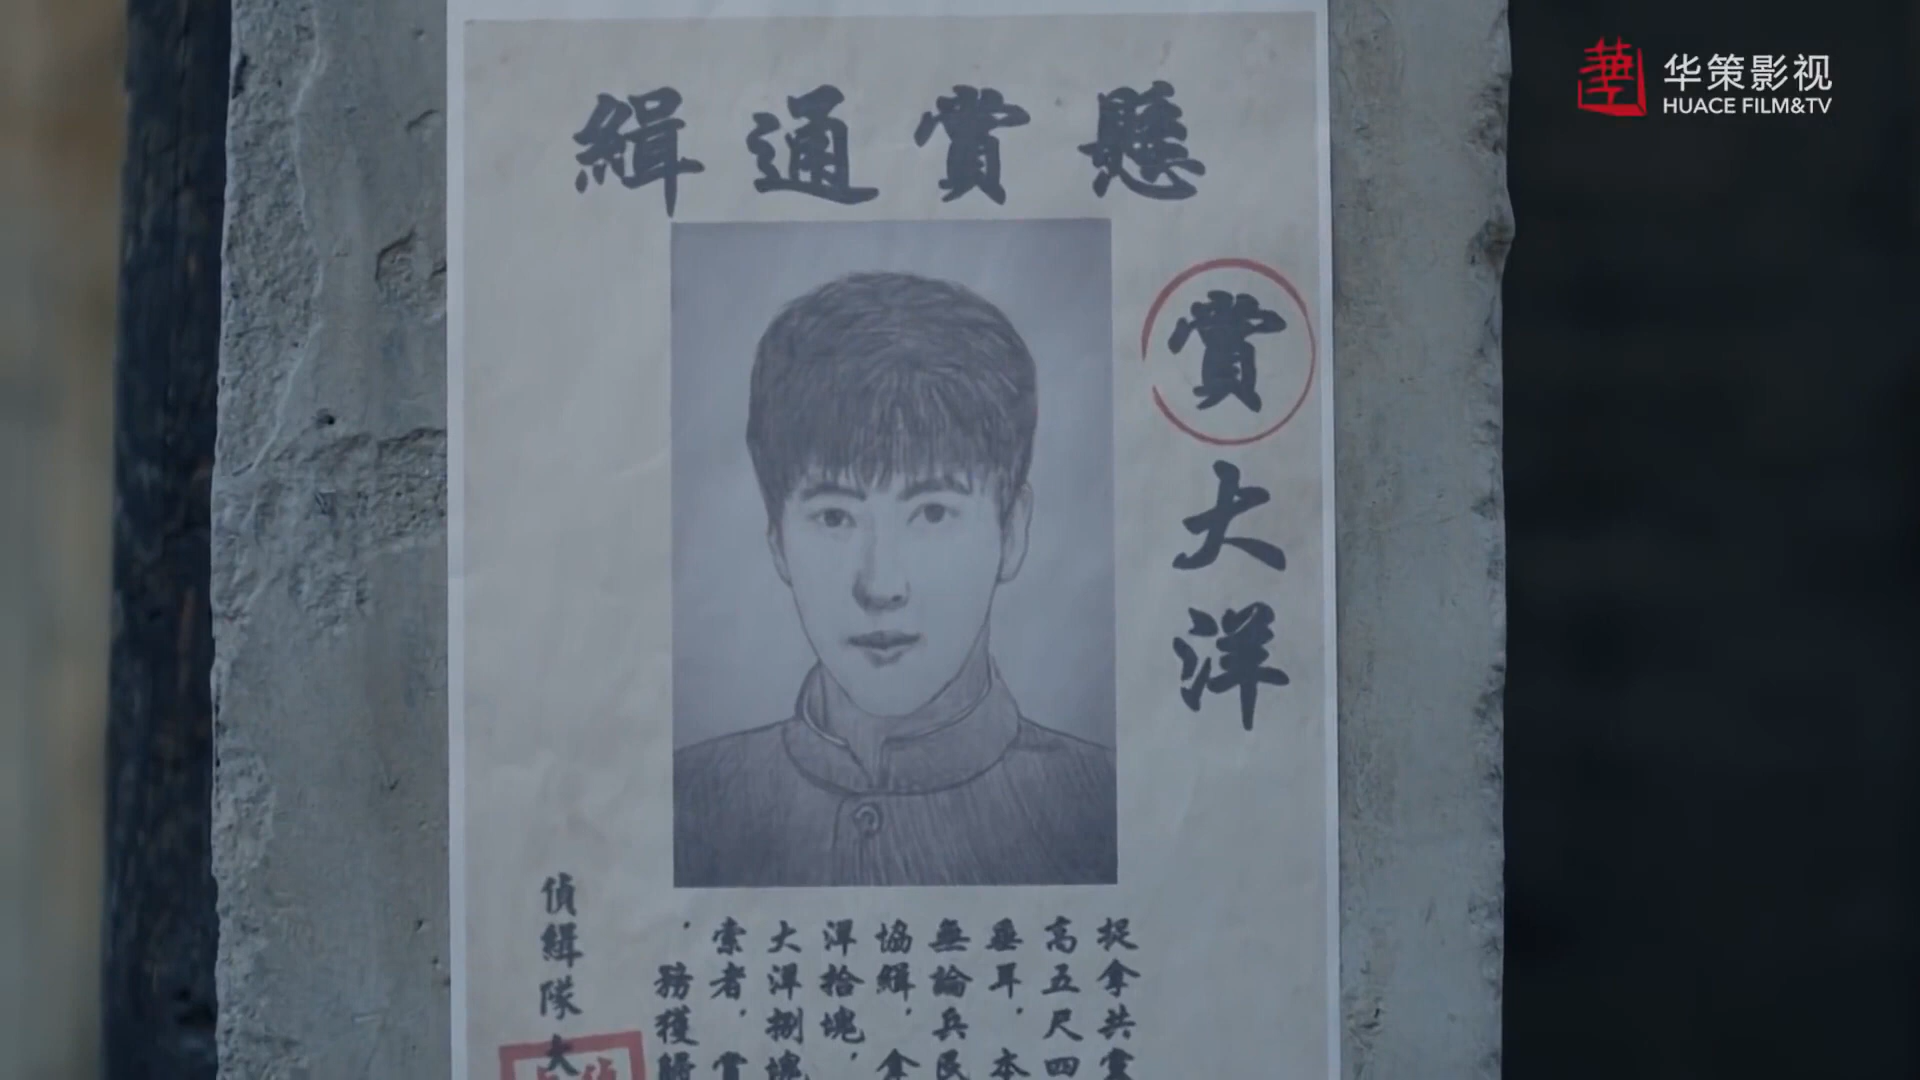 华策影视
HUACE FILM&TV
懸賞通緝
賞大洋
捉拿共黨
高五尺四
垂耳，本
無論兵民
協緝，拿
洋拾塊，
大洋捌塊
索者，賞
，務獲歸
偵緝隊大